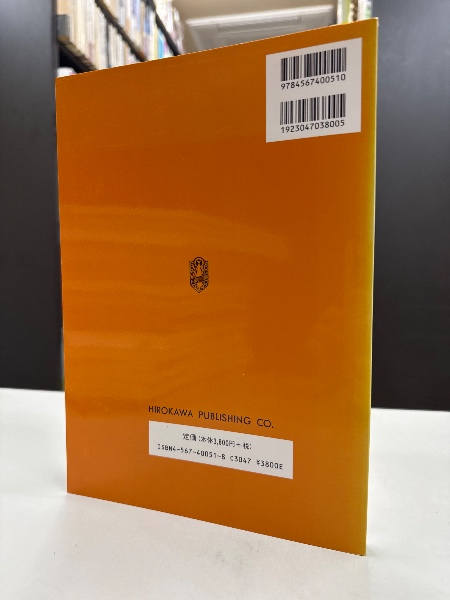 9784567400510
1923047038005
HIROKAWA PUBLISHING CO.
定価(本体3,800円+税)
ISBN4-567-40051-8 C3047 ¥3800E